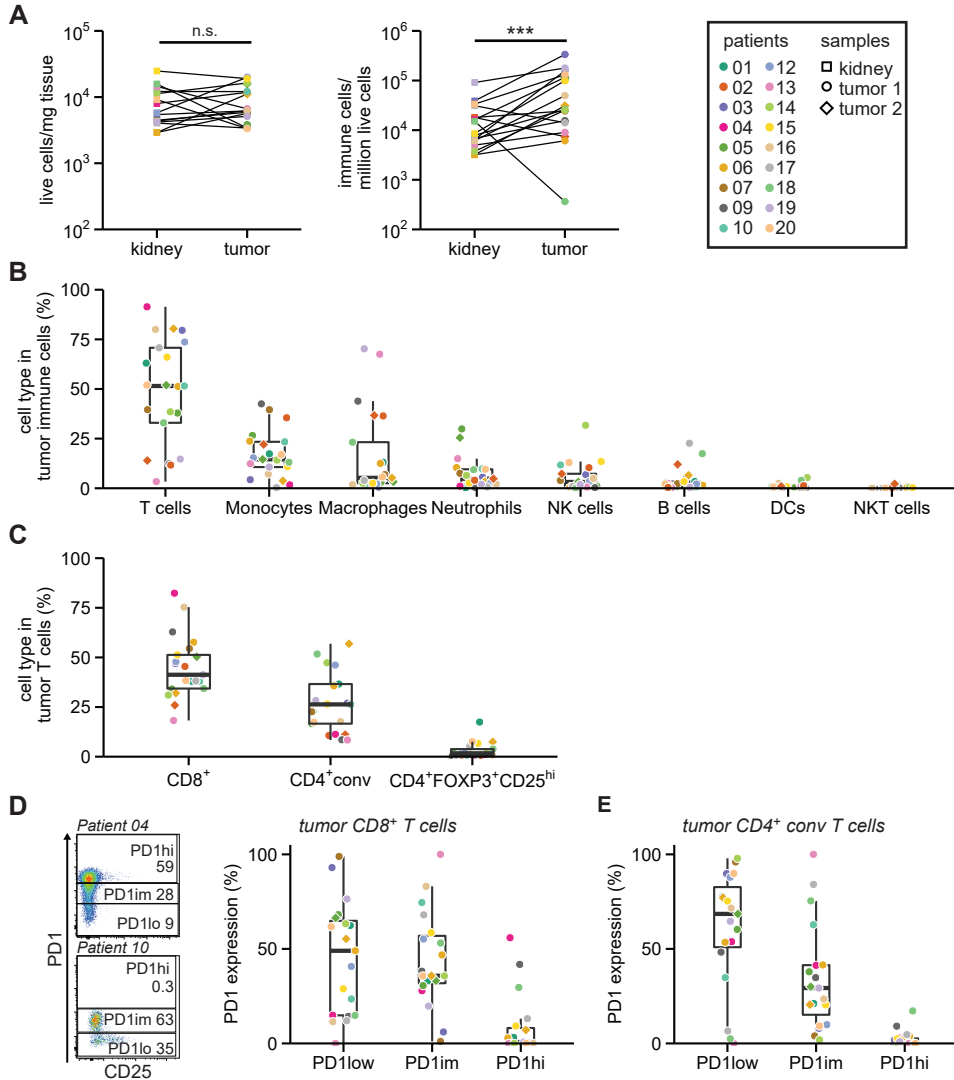 A
live cells/mg tissue
10^5
10^4
10^3
10^2
n.s.
kidney
tumor
immune cells/
million live cells
10^6
10^5
10^4
10^3
10^2
***
kidney
tumor
patients
samples
01
12
kidney
02
13
tumor 1
03
14
tumor 2
04
15
05
16
06
17
07
18
09
19
10
20
B
cell type in
tumor immune cells (%)
100
75
50
25
0
T cells
Monocytes
Macrophages
Neutrophils
NK cells
B cells
DCs
NKT cells
C
cell type in
tumor T cells (%)
100
75
50
25
0
CD8+
CD4+conv
CD4+FOXP3+CD25hi
D
Patient 04
PD1hi
59
PD1im 28
PD1lo 9
Patient 10
PD1hi
0.3
PD1im 63
PD1lo 35
PD1
CD25
tumor CD8+ T cells
PD1 expression (%)
100
50
0
PD1low
PD1im
PD1hi
E
tumor CD4+ conv T cells
PD1 expression (%)
100
50
0
PD1low
PD1im
PD1hi